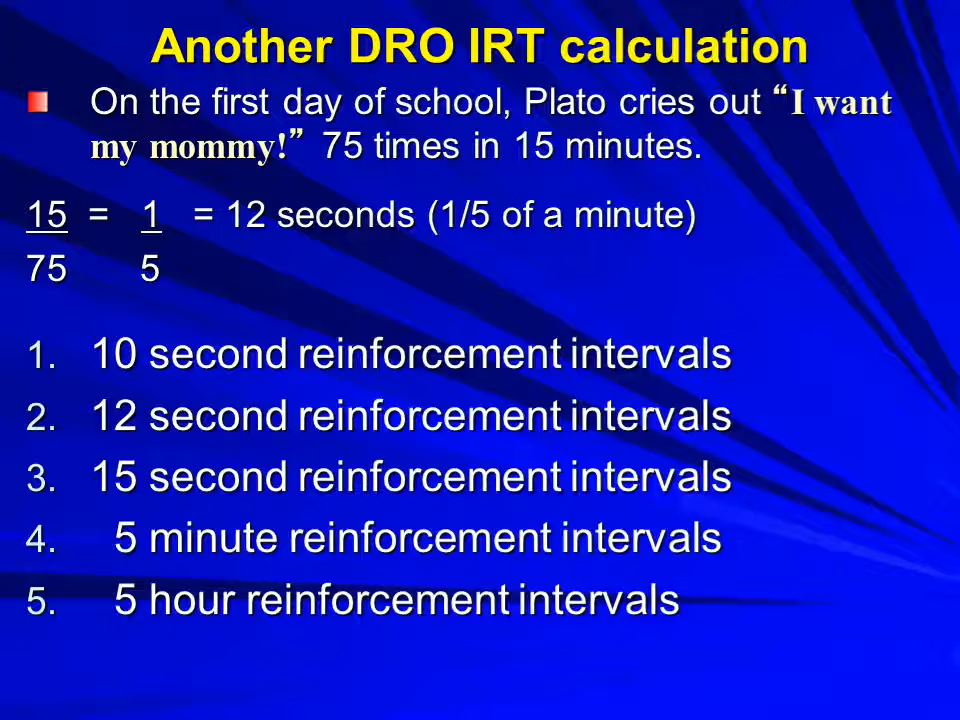 Another DRO IRT calculation
On the first day of school, Plato cries out “I want
my mommy!” 75 times in 15 minutes.
15 = 1 = 12 seconds (1/5 of a minute)
75 5
1. 10 second reinforcement intervals
2. 12 second reinforcement intervals
3. 15 second reinforcement intervals
4. 5 minute reinforcement intervals
5. 5 hour reinforcement intervals